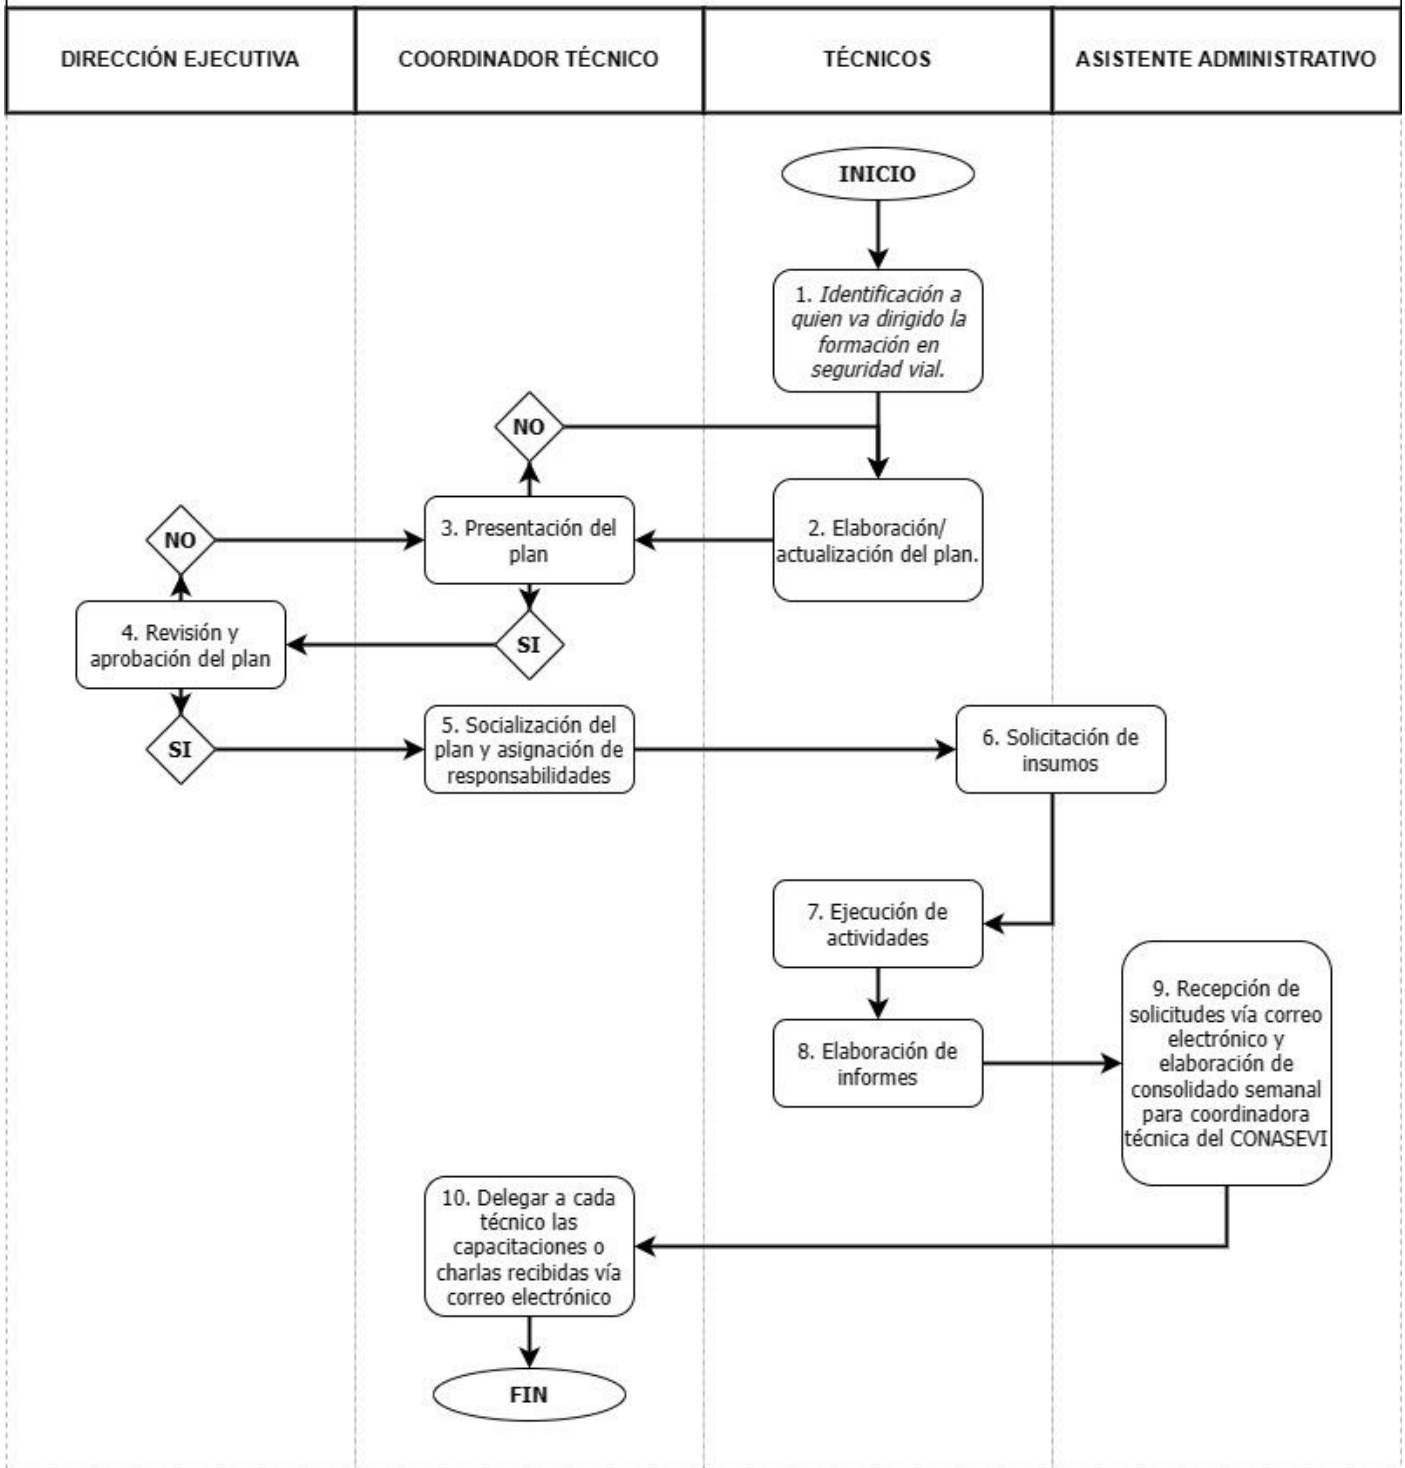 DIRECCIÓN EJECUTIVA
COORDINADOR TÉCNICO
TÉCNICOS
ASISTENTE ADMINISTRATIVO
INICIO
1. Identificación a
quien va dirigido la
formación en
seguridad vial.
NO
2. Elaboración/
actualización del plan.
3. Presentación del
plan
NO
4. Revisión y
aprobación del plan
SI
SI
5. Socialización del
plan y asignación de
responsabilidades
6. Solicitación de
insumos
7. Ejecución de
actividades
8. Elaboración de
informes
9. Recepción de
solicitudes vía correo
electrónico y
elaboración de
consolidado semanal
para coordinadora
técnica del CONASEVI
10. Delegar a cada
técnico las
capacitaciones o
charlas recibidas vía
correo electrónico
FIN